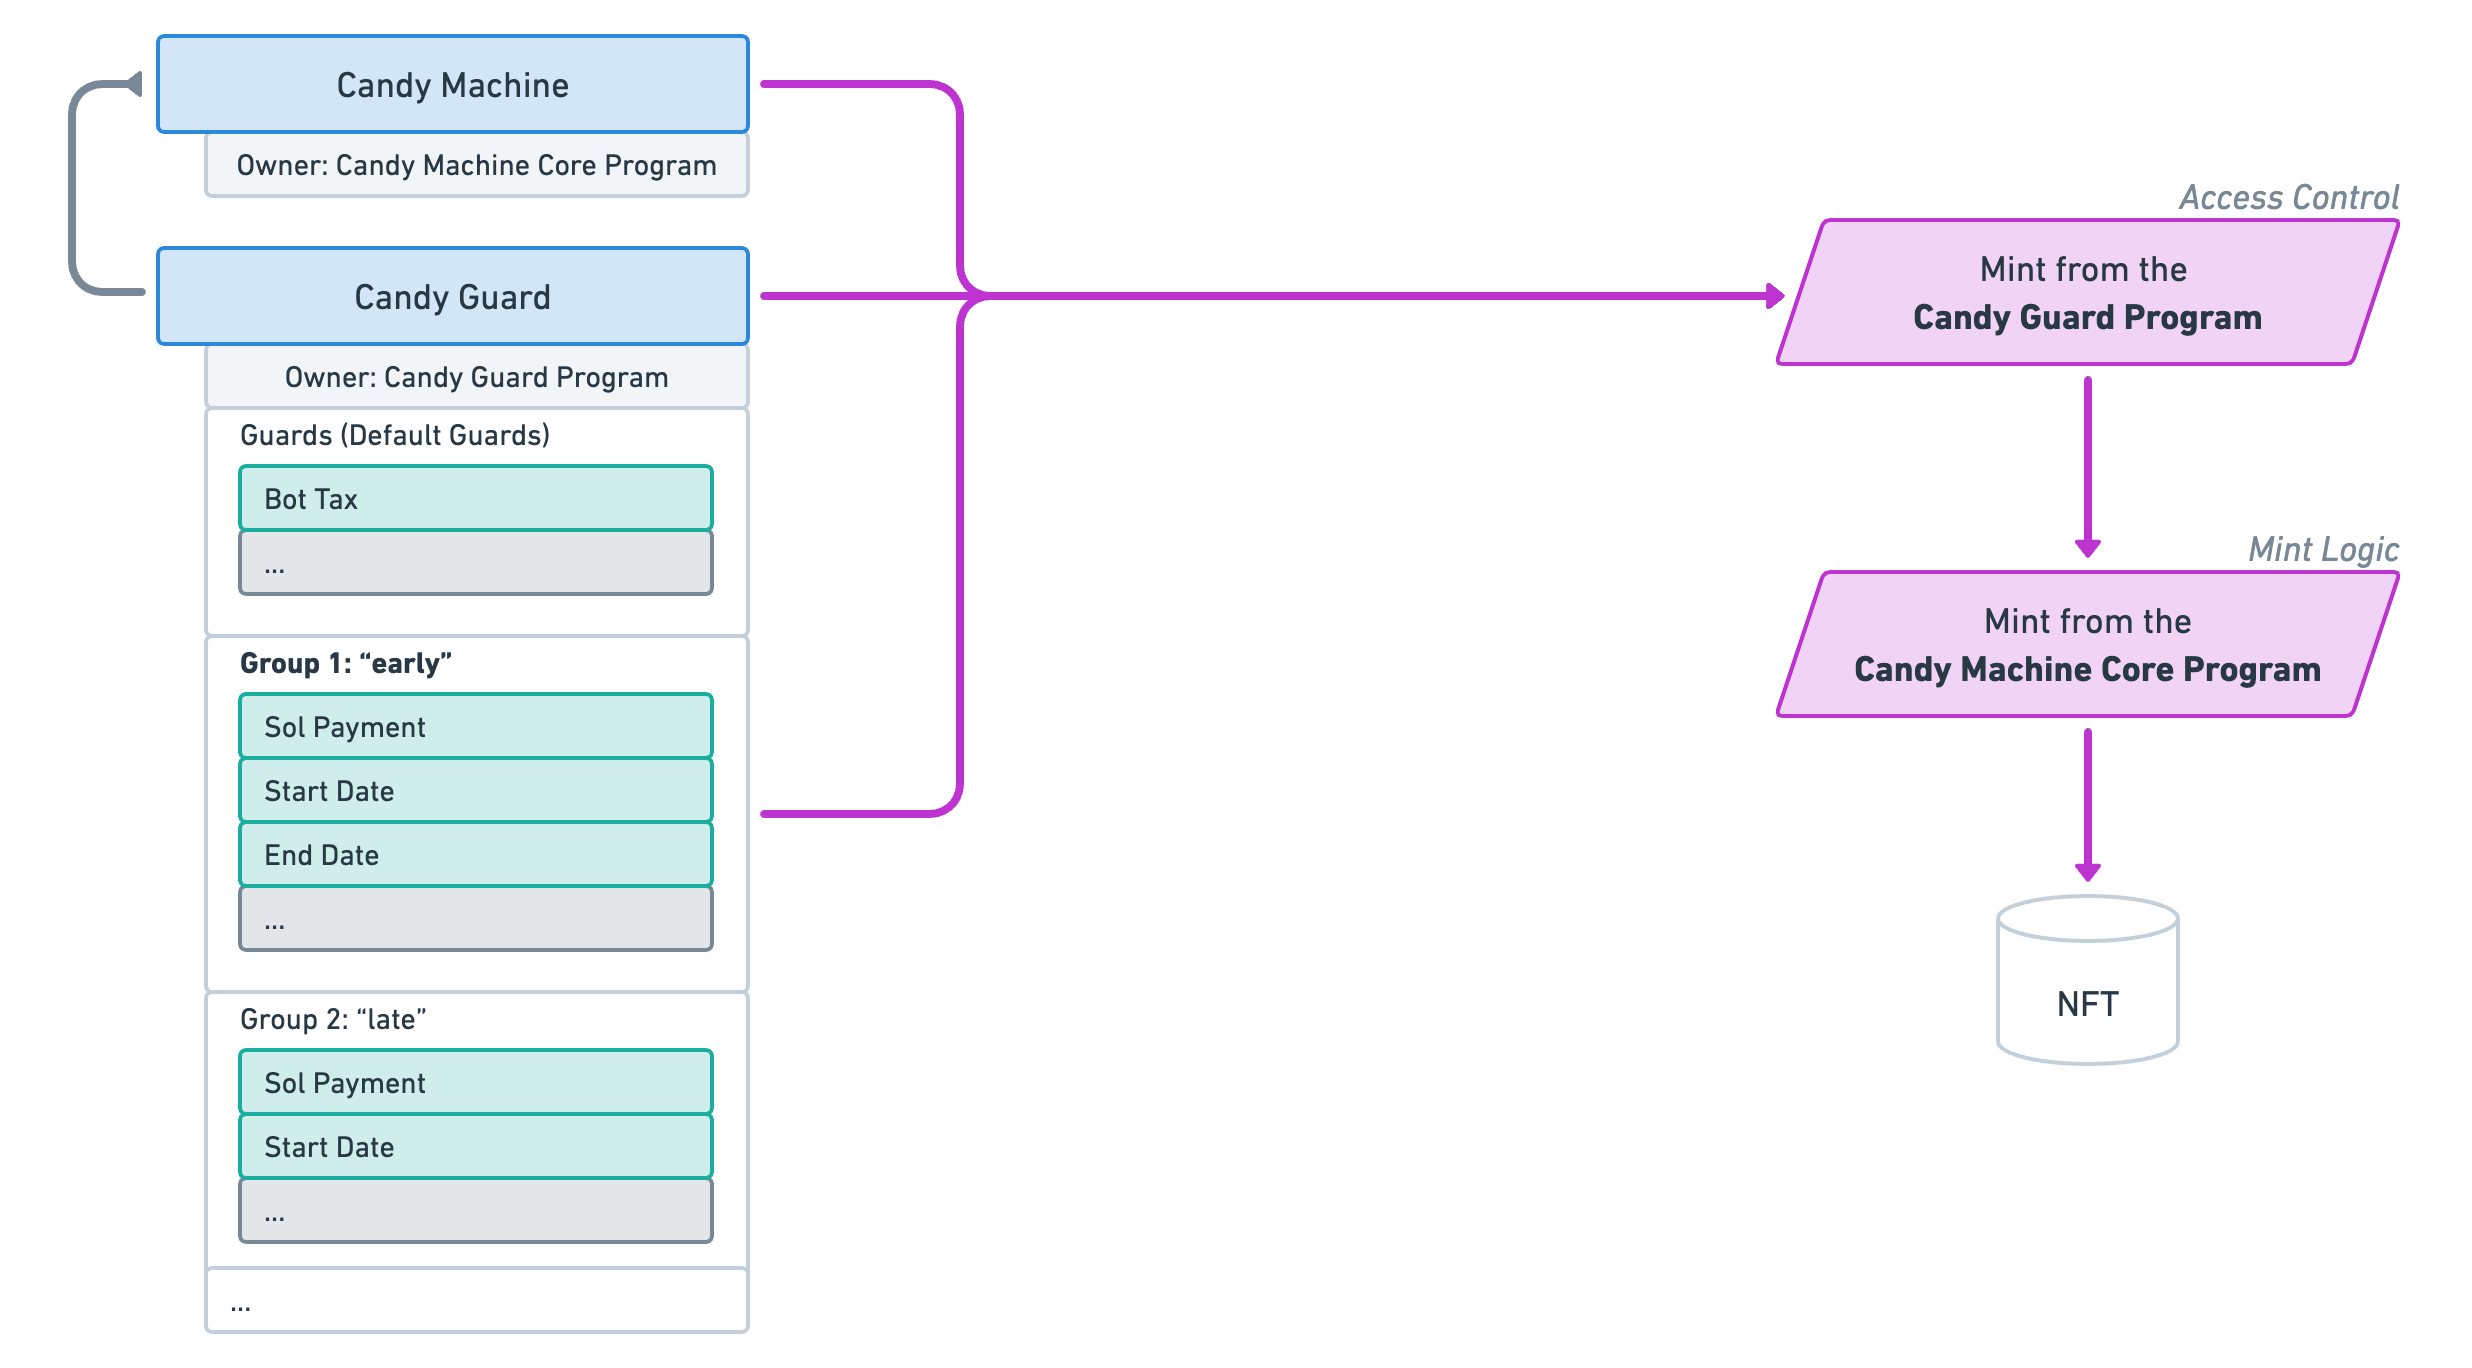 Candy Machine
Owner: Candy Machine Core Program
Candy Guard
Owner: Candy Guard Program
Guards (Default Guards)
Bot Tax
...
Group 1: “early”
Sol Payment
Start Date
End Date
...
Group 2: “late”
Sol Payment
Start Date
...
...
Access Control
Mint from the
Candy Guard Program
Mint Logic
Mint from the
Candy Machine Core Program
NFT